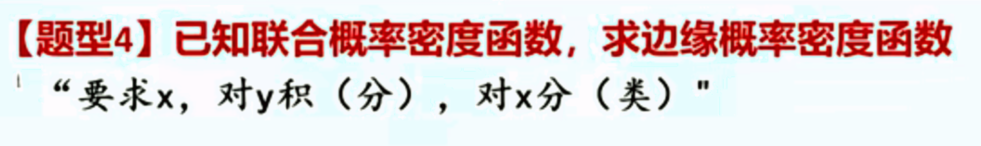 【题型4】已知联合概率密度函数，求边缘概率密度函数
“要求x，对y积（分），对x分（类）"